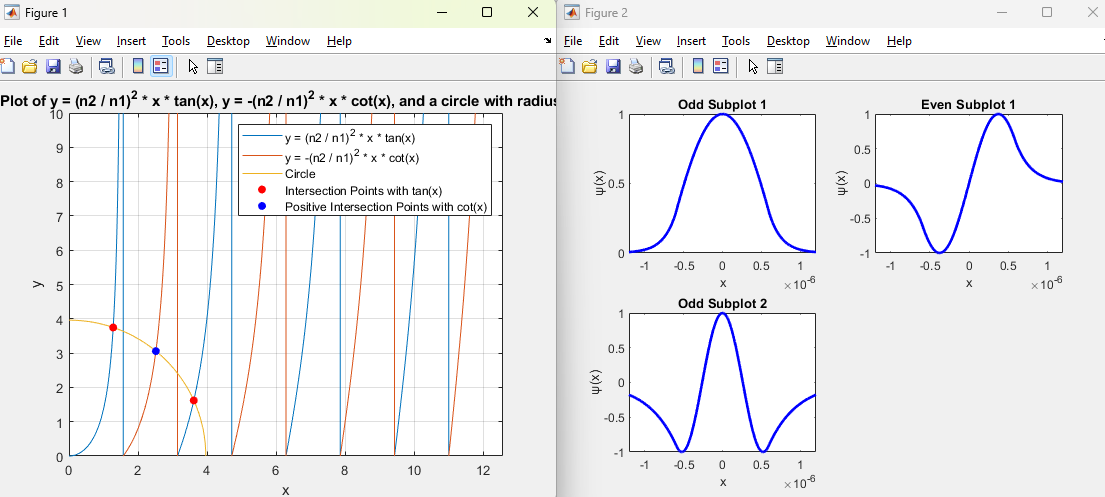 Figure 1
File Edit View Insert Tools Desktop Window Help
Plot of y = (n2 / n1)^2 * x * tan(x), y = -(n2 / n1)^2 * x * cot(x), and a circle with radius
10
9
8
7
6
5
4
3
2
1
0
y
0 2 4 6 8 10 12
x
y = (n2 / n1)^2 * x * tan(x)
y = -(n2 / n1)^2 * x * cot(x)
Circle
Intersection Points with tan(x)
Positive Intersection Points with cot(x)
Figure 2
File Edit View Insert Tools Desktop Window Help
Odd Subplot 1
1
0.5
0
ψ(x)
-1 -0.5 0 0.5 1
x
×10^-6
Even Subplot 1
1
0.5
0
-0.5
-1
ψ(x)
-1 -0.5 0 0.5 1
x
×10^-6
Odd Subplot 2
1
0.5
0
-0.5
-1
ψ(x)
-1 -0.5 0 0.5 1
x
×10^-6